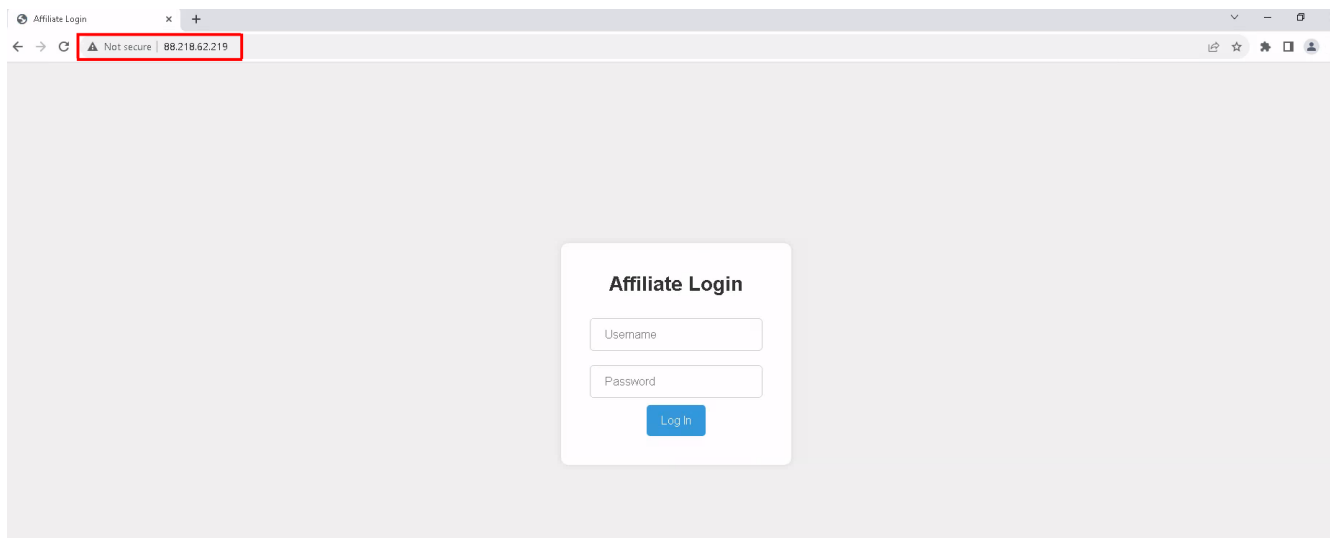 Affiliate Login
Not secure | 88.218.62.219
Affiliate Login
Username
Password
Log In